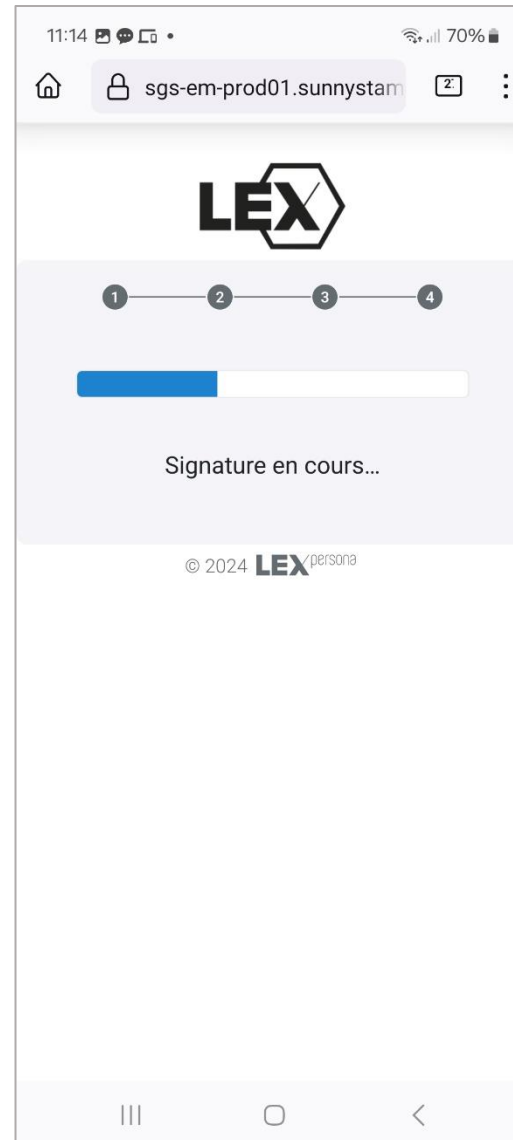 11:14
70%
sgs-em-prod01.sunnystam
2
LEX
1 2 3 4
Signature en cours...
© 2024 LEX persona